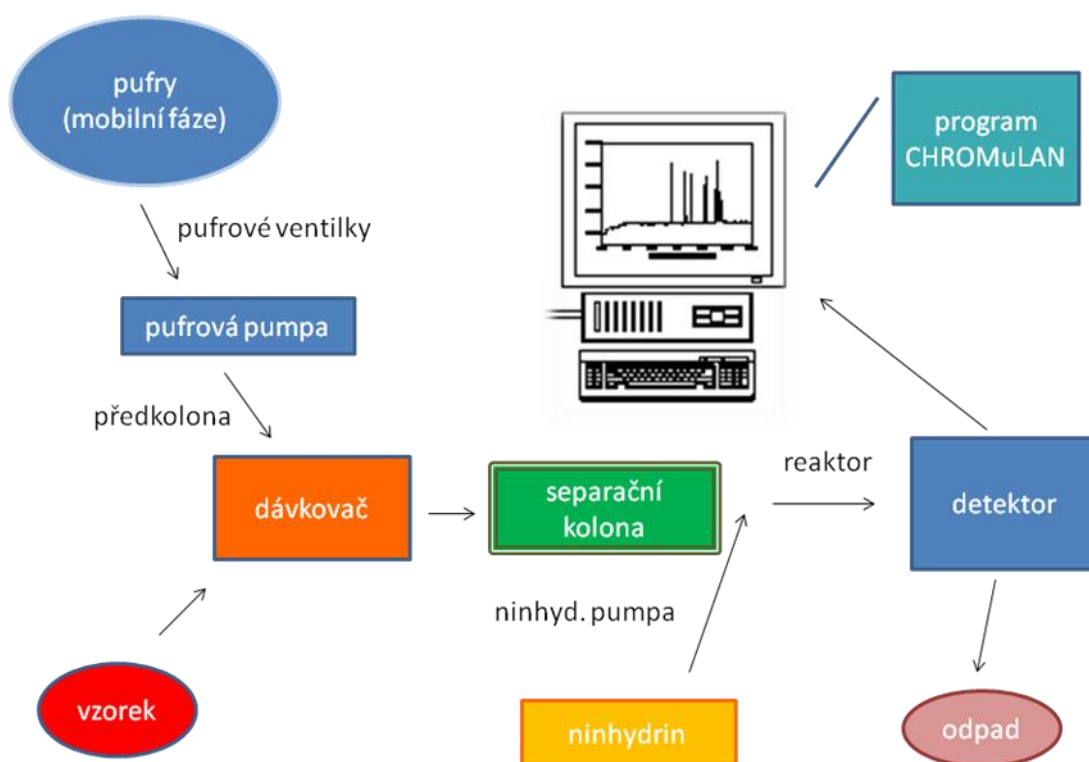 pufry
(mobilní fáze)
program
CHROMuLAN
pufrové ventilky
pufrová pumpa
předkolona
dávkovač
separační
kolona
reaktor
detektor
ninhyd. pumpa
vzorek
ninhydrin
odpad